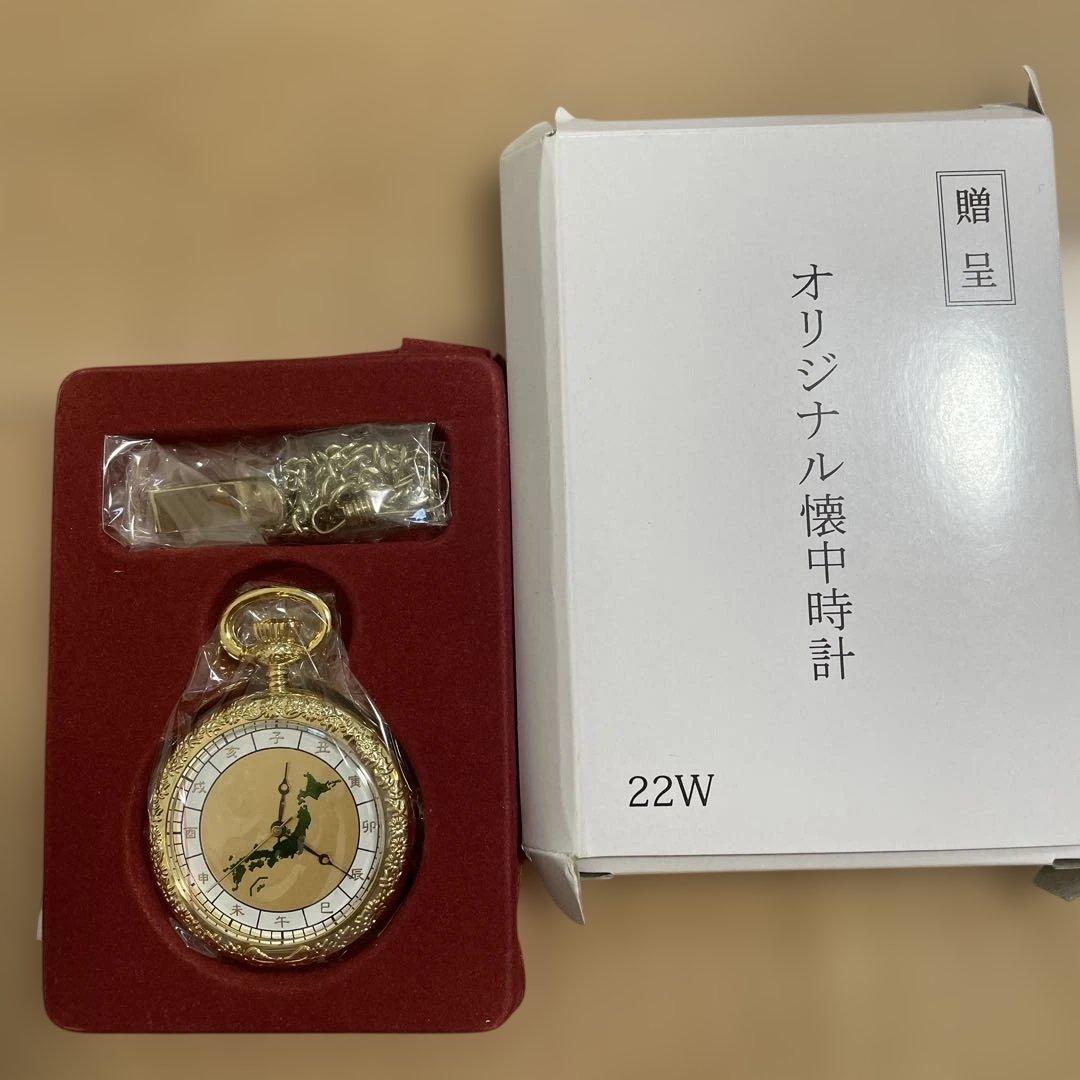 贈呈
オリジナル懐中時計
22W
子
丑
寅
卯
辰
巳
午
未
申
酉
戌
亥